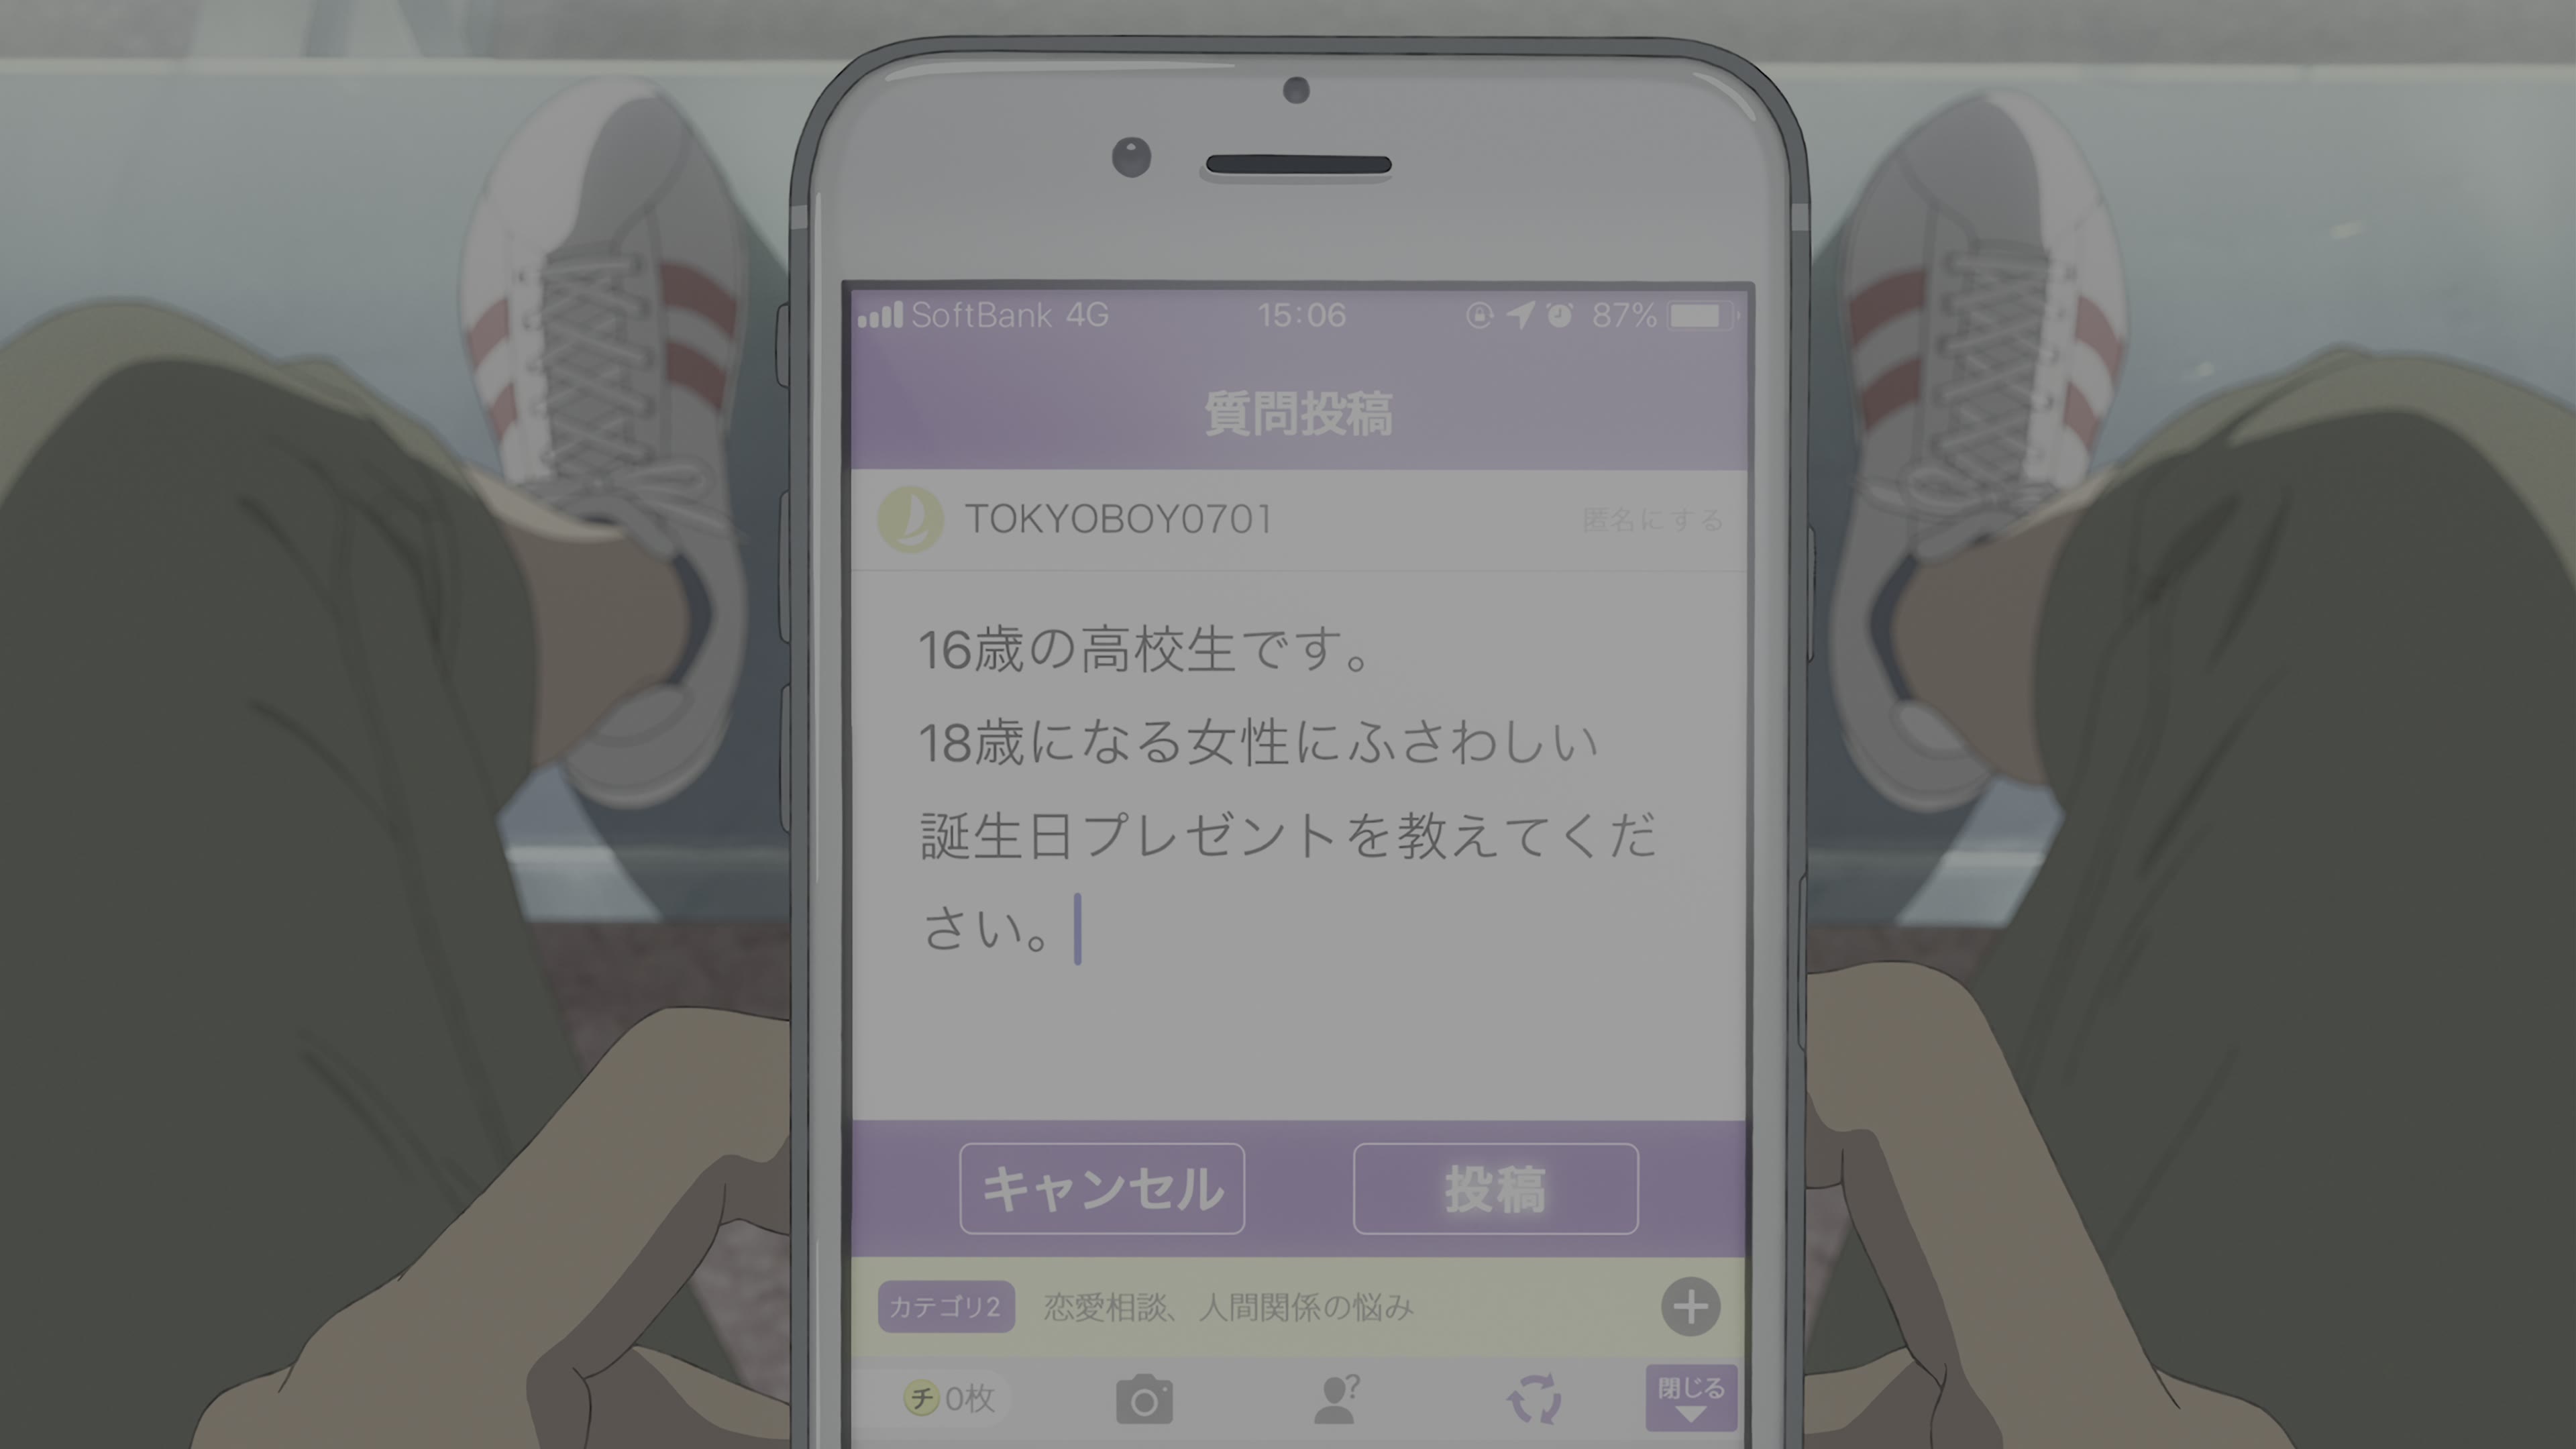 SoftBank 4G 15:06 87%
質問投稿
TOKYOBOY0701 匿名にする
16歳の高校生です。
18歳になる女性にふさわしい
誕生日プレゼントを教えてくだ
さい。
キャンセル 投稿
カテゴリ2 恋愛相談、人間関係の悩み
チ 0枚 ? 閉じる